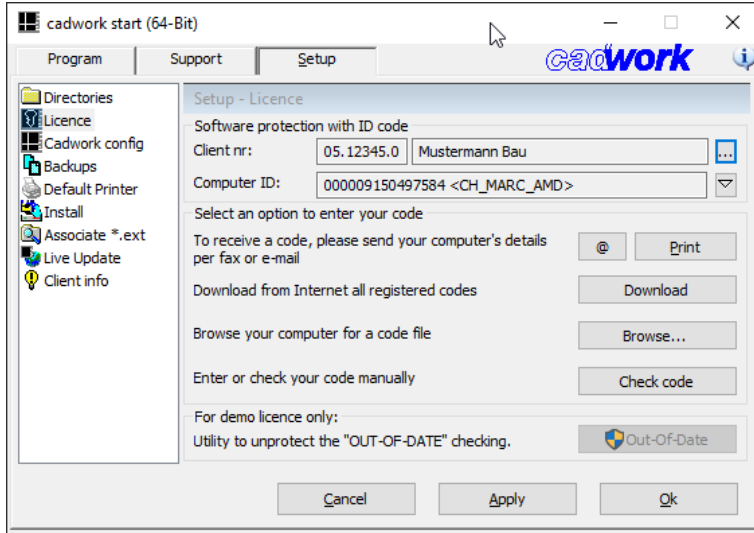 cadwork start (64-Bit)
Program
Support
Setup
cadwork
i
Directories
Licence
Cadwork config
Backups
Default Printer
Install
Associate *.ext
Live Update
Client info
Setup - Licence
Software protection with ID code
Client nr:
05.12345.0
Mustermann Bau
...
Computer ID:
000009150497584 <CH_MARC_AMD>
Select an option to enter your code
To receive a code, please send your computer's details
per fax or e-mail
@
Print
Download from Internet all registered codes
Download
Browse your computer for a code file
Browse...
Enter or check your code manually
Check code
For demo licence only:
Utility to unprotect the "OUT-OF-DATE" checking.
Out-Of-Date
Cancel
Apply
Ok